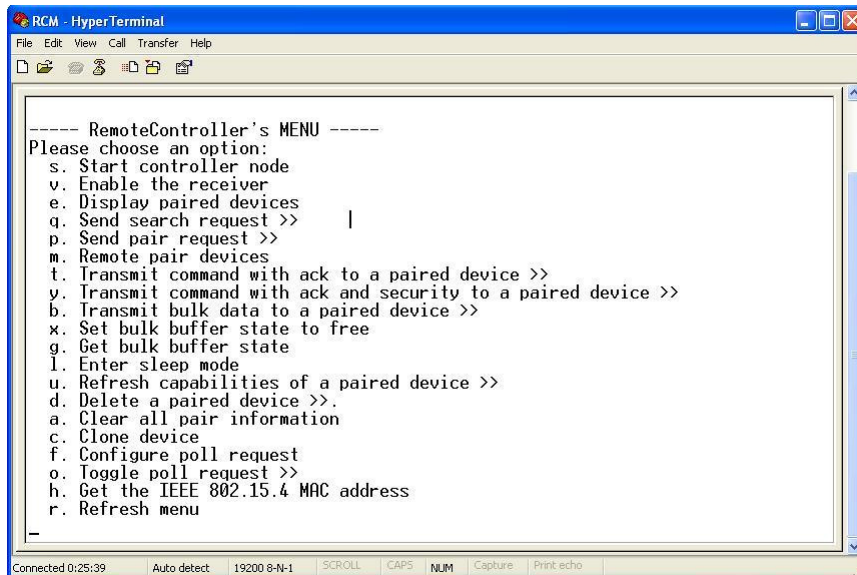 RCM - HyperTerminal
File Edit View Call Transfer Help
----- RemoteController's MENU -----
Please choose an option:
s. Start controller node
v. Enable the receiver
e. Display paired devices
q. Send search request >>
p. Send pair request >>
m. Remote pair devices
t. Transmit command with ack to a paired device >>
y. Transmit command with ack and security to a paired device >>
b. Transmit bulk data to a paired device >>
x. Set bulk buffer state to free
g. Get bulk buffer state
l. Enter sleep mode
u. Refresh capabilities of a paired device >>
d. Delete a paired device >>.
a. Clear all pair information
c. Clone device
f. Configure poll request
o. Toggle poll request >>
h. Get the IEEE 802.15.4 MAC address
r. Refresh menu
_
Connected 0:25:39 Auto detect 19200 8-N-1 SCROLL CAPS NUM Capture Print echo